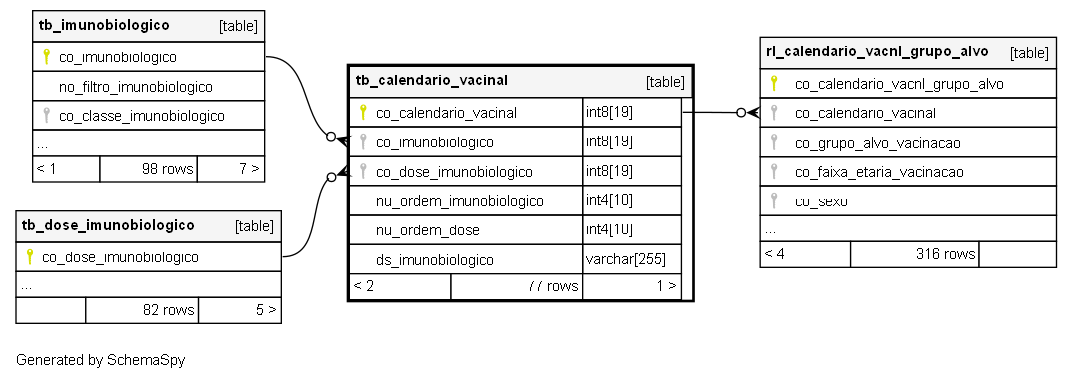 tb_imunobiologico [table]
co_imunobiologico
no_filtro_imunobiologico
co_classe_imunobiologico
...
< 1 98 rows 7 >
tb_dose_imunobiologico [table]
co_dose_imunobiologico
...
82 rows 5 >
tb_calendario_vacinal [table]
co_calendario_vacinal int8[19]
co_imunobiologico int8[19]
co_dose_imunobiologico int8[19]
nu_ordem_imunobiologico int4[10]
nu_ordem_dose int4[10]
ds_imunobiologico varchar[255]
< 2 77 rows 1 >
rl_calendario_vacnl_grupo_alvo [table]
co_calendario_vacnl_grupo_alvo
co_calendario_vacinal
co_grupo_alvo_vacinacao
co_faixa_etaria_vacinacao
co_sexo
...
< 4 316 rows
Generated by SchemaSpy